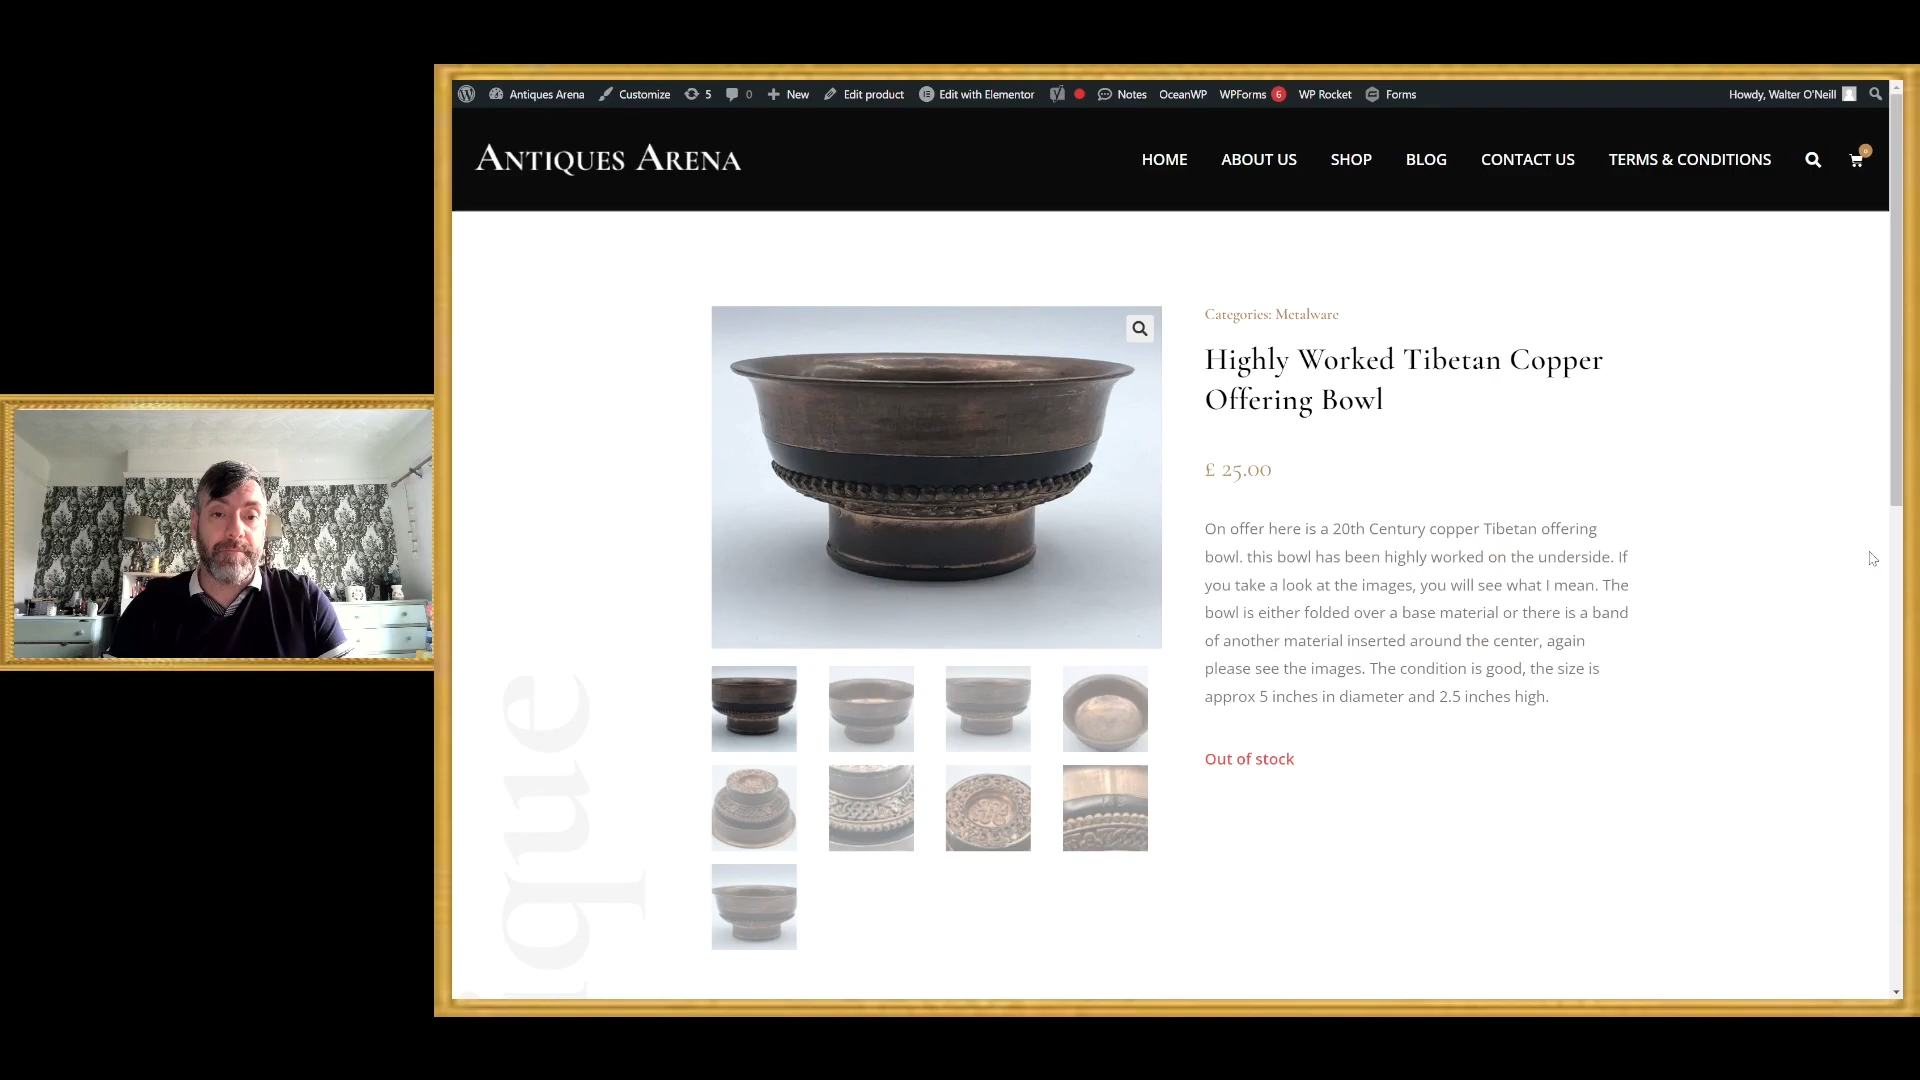 Antiques Arena Customize 5 0 New Edit product Edit with Elementor Notes OceanWP WPForms 6 WP Rocket Forms Howdy, Walter O'Neill
ANTIQUES ARENA HOME ABOUT US SHOP BLOG CONTACT US TERMS & CONDITIONS 0
Categories: Metalware
Highly Worked Tibetan Copper
Offering Bowl
£ 25.00
On offer here is a 20th Century copper Tibetan offering
bowl. this bowl has been highly worked on the underside. If
you take a look at the images, you will see what I mean. The
bowl is either folded over a base material or there is a band
of another material inserted around the center, again
please see the images. The condition is good, the size is
approx 5 inches in diameter and 2.5 inches high.
Out of stock
que